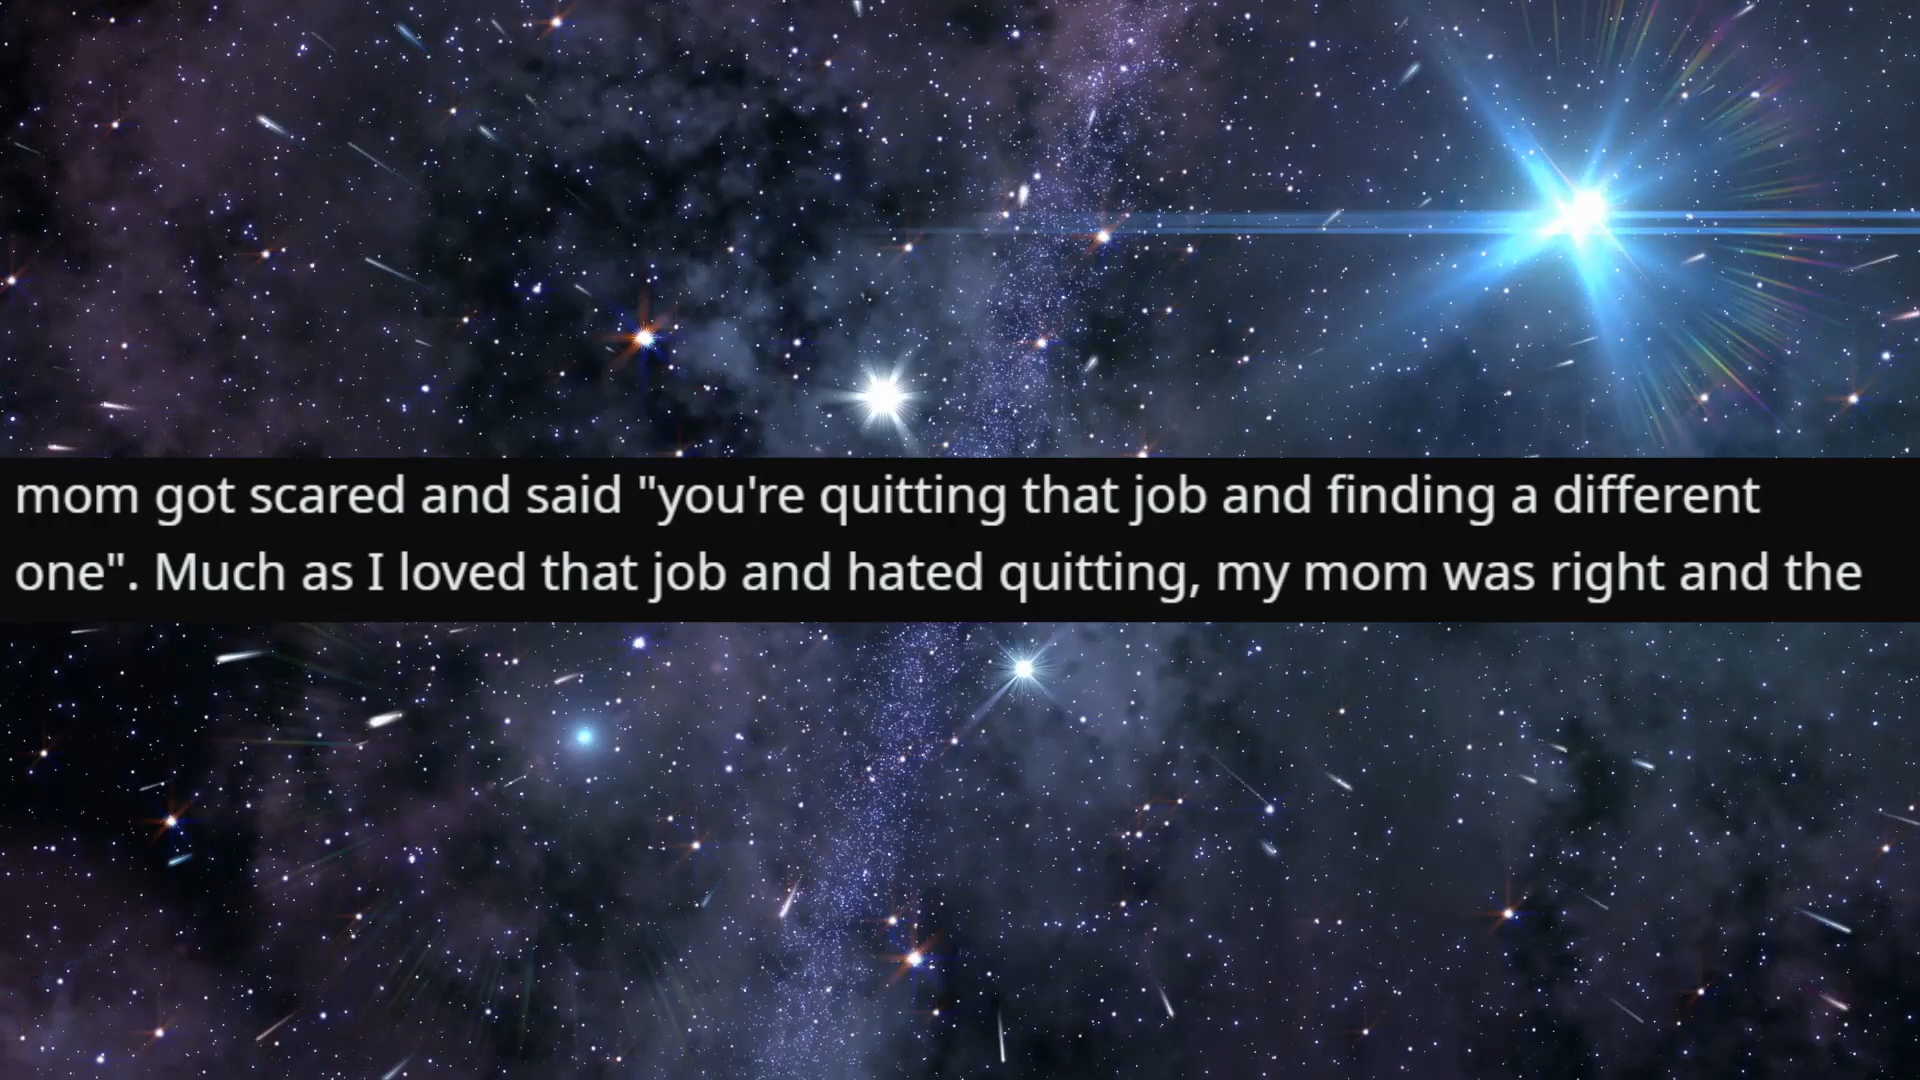 mom got scared and said "you're quitting that job and finding a different
one". Much as I loved that job and hated quitting, my mom was right and the